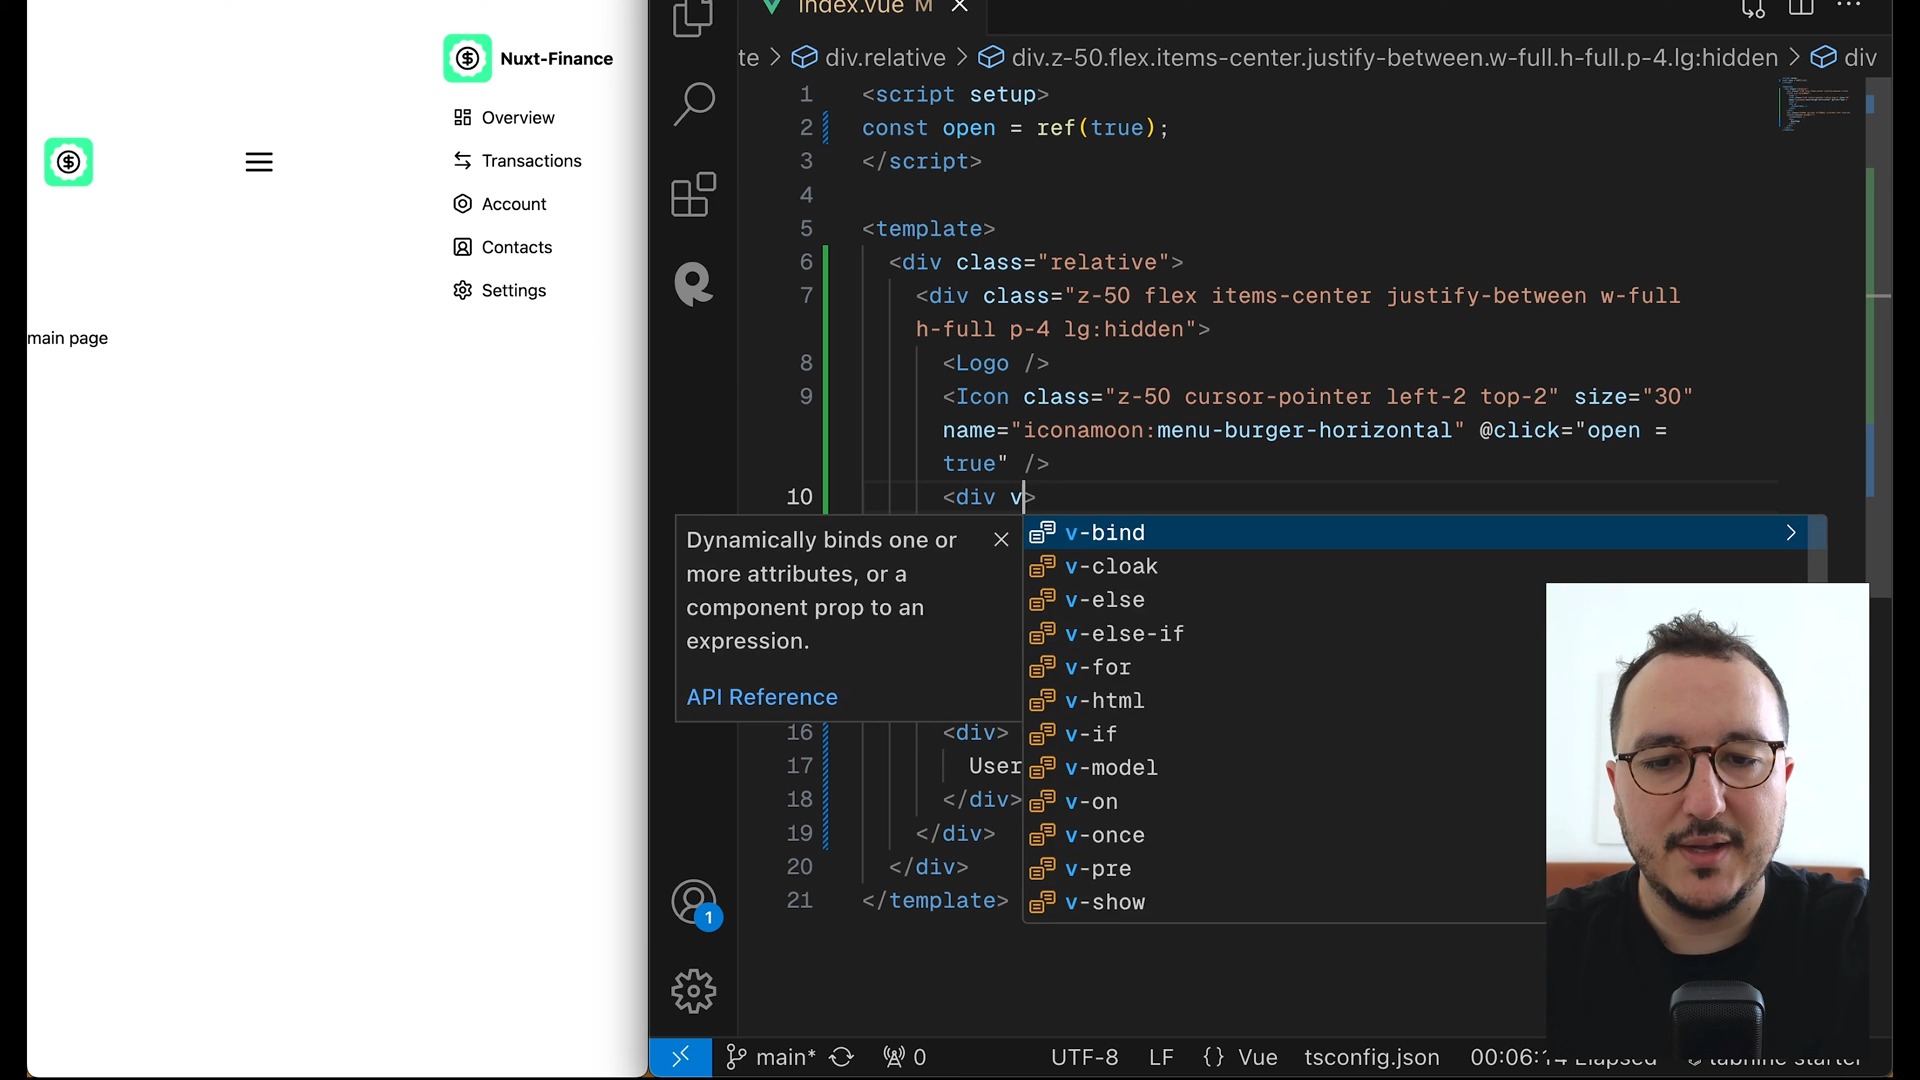 Nuxt-Finance
Overview
Transactions
Account
Contacts
Settings
main page
index.vue M
te > div.relative > div.z-50.flex.items-center.justify-between.w-full.h-full.p-4.lg:hidden > div
1 <script setup>
2 const open = ref(true);
3 </script>
4
5 <template>
6 <div class="relative">
7 <div class="z-50 flex items-center justify-between w-full
h-full p-4 lg:hidden">
8 <Logo />
9 <Icon class="z-50 cursor-pointer left-2 top-2" size="30"
name="iconamoon:menu-burger-horizontal" @click="open =
true" />
10 <div v>
Dynamically binds one or
more attributes, or a
component prop to an
expression.
API Reference
v-bind
v-cloak
v-else
v-else-if
v-for
v-html
v-if
v-model
v-on
v-once
v-pre
v-show
16 <div>
17 User
18 </div>
19 </div>
20 </div>
21 </template>
1
main* 0 UTF-8 LF {} Vue tsconfig.json 00:06:14 Elapsed tabnine starter